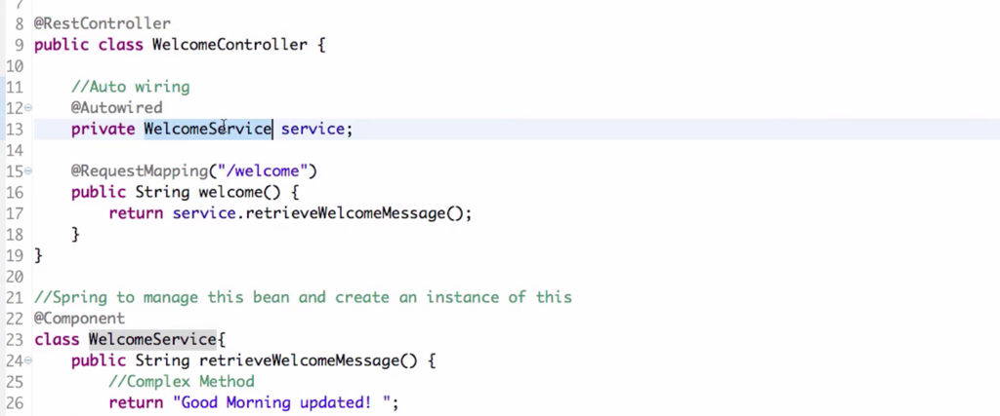 7
8 @RestController
9 public class WelcomeController {
10
11 //Auto wiring
12 @Autowired
13 private WelcomeService service;
14
15 @RequestMapping("/welcome")
16 public String welcome() {
17 return service.retrieveWelcomeMessage();
18 }
19 }
20
21 //Spring to manage this bean and create an instance of this
22 @Component
23 class WelcomeService{
24 public String retrieveWelcomeMessage() {
25 //Complex Method
26 return "Good Morning updated! ";